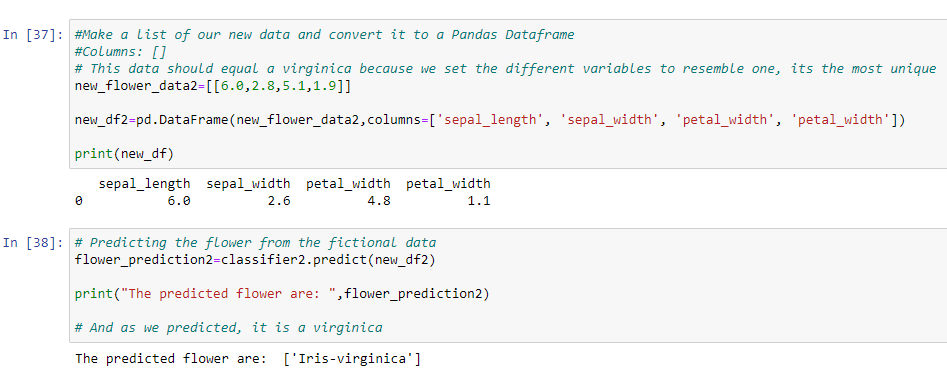 In [37]: #Make a list of our new data and convert it to a Pandas Dataframe
#Columns: []
# This data should equal a virginica because we set the different variables to resemble one, its the most unique
new_flower_data2=[[6.0,2.8,5.1,1.9]]
new_df2=pd.DataFrame(new_flower_data2,columns=['sepal_length', 'sepal_width', 'petal_width', 'petal_width'])
print(new_df)
sepal_length sepal_width petal_width petal_width
0 6.0 2.6 4.8 1.1
In [38]: # Predicting the flower from the fictional data
flower_prediction2=classifier2.predict(new_df2)
print("The predicted flower are: ",flower_prediction2)
# And as we predicted, it is a virginica
The predicted flower are: ['Iris-virginica']